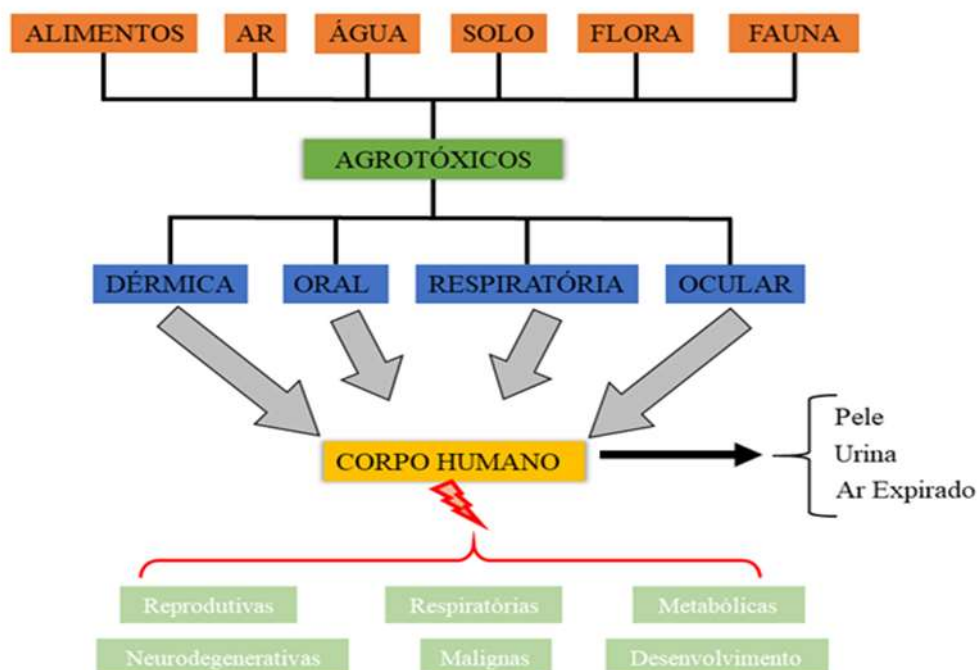 ALIMENTOS AR ÁGUA SOLO FLORA FAUNA
AGROTÓXICOS
DÉRMICA ORAL RESPIRATÓRIA OCULAR
CORPO HUMANO
Pele
Urina
Ar Expirado
Reprodutivas Respiratórias Metabólicas
Neurodegenerativas Malignas Desenvolvimento